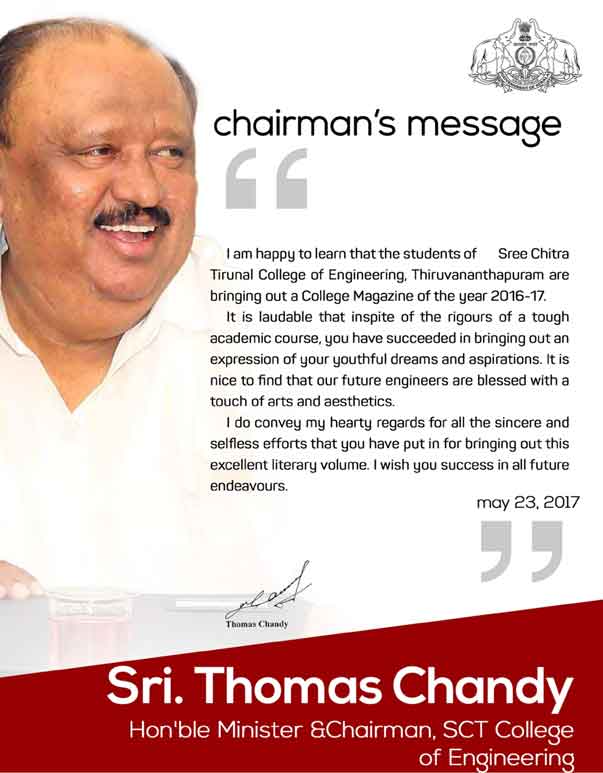 chairman's message
“
I am happy to learn that the students of Sree Chitra
Tirunal College of Engineering, Thiruvananthapuram are
bringing out a College Magazine of the year 2016-17.
It is laudable that inspite of the rigours of a tough
academic course, you have succeeded in bringing out an
expression of your youthful dreams and aspirations. It is
nice to find that our future engineers are blessed with a
touch of arts and aesthetics.
I do convey my hearty regards for all the sincere and
selfless efforts that you have put in for bringing out this
excellent literary volume. I wish you success in all future
endeavours.
may 23, 2017
”
Thomas Chandy
Sri. Thomas Chandy
Hon'ble Minister &Chairman, SCT College
of Engineering